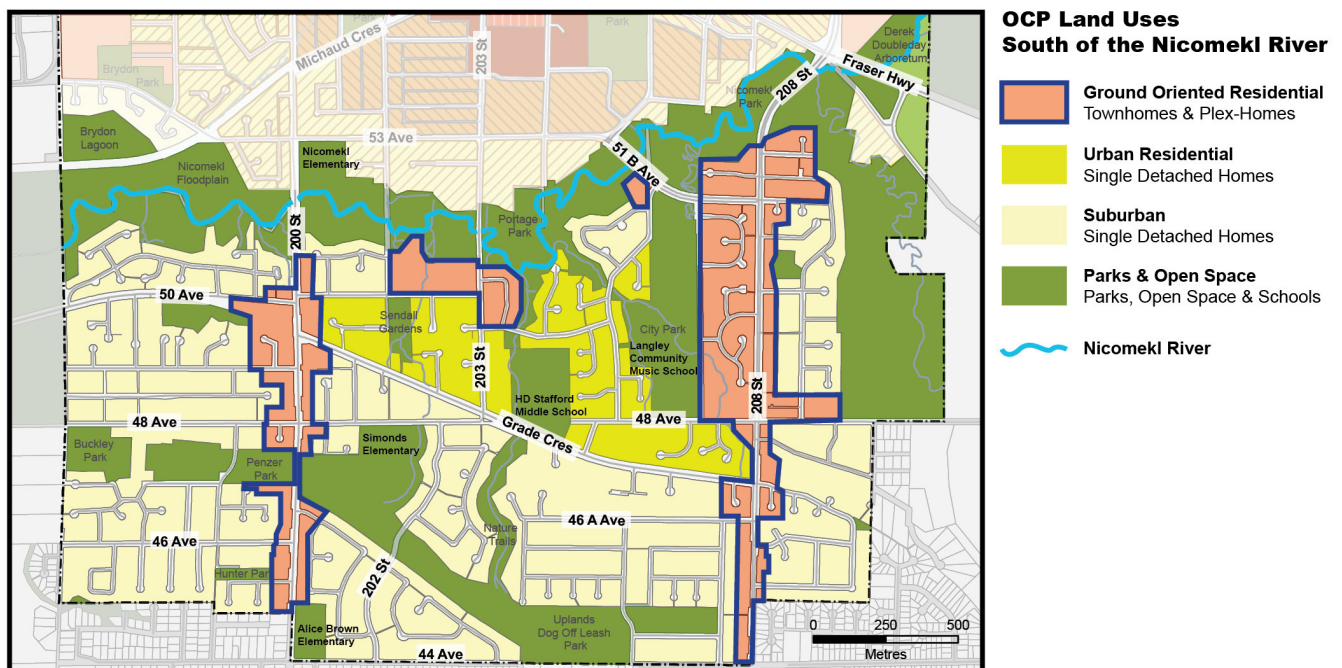 OCP Land Uses
South of the Nicomekl River
Ground Oriented Residential
Townhomes & Plex-Homes
Urban Residential
Single Detached Homes
Suburban
Single Detached Homes
Parks & Open Space
Parks, Open Space & Schools
Nicomekl River
Park
Park
Derek
Doubleday
Arboretum
Michaud Cres
203 St
Fraser Hwy
Brydon
Park
208 St
Nicomekl
Park
Brydon
Lagoon
53 Ave
Nicomekl
Elementary
51 B Ave
Nicomekl
Floodplain
200 St
Portage
Park
50 Ave
Sendall
Gardens
City Park
Langley
Community
Music School
203 St
208 St
HD Stafford
Middle School
48 Ave
48 Ave
Grade Cres
Buckley
Park
Simonds
Elementary
Penzer
Park
46 A Ave
Nature
Trails
46 Ave
202 St
Hunter Park
Uplands
Dog Off Leash
Park
Alice Brown
Elementary
44 Ave
0 250 500
Metres